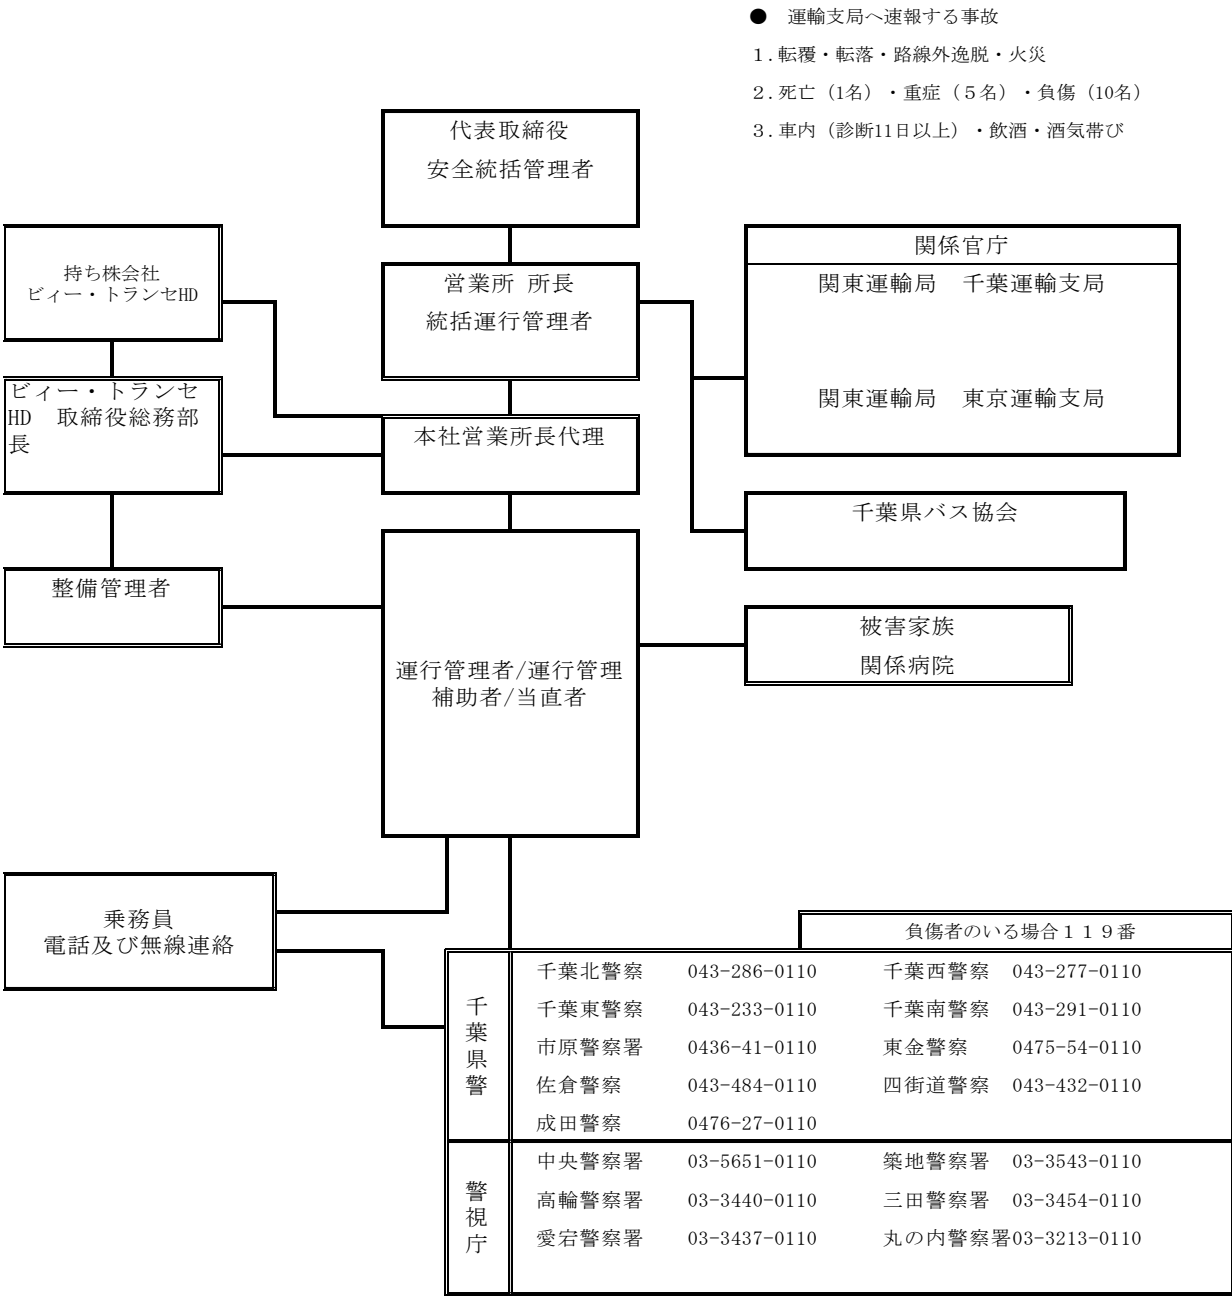 ● 運輸支局へ速報する事故
1.転覆・転落・路線外逸脱・火災
2.死亡（1名）・重症（５名）・負傷（10名）
3.車内（診断11日以上）・飲酒・酒気帯び
代表取締役
安全統括管理者
持ち株会社
ビィー・トランセHD
営業所 所長
統括運行管理者
関係官庁
関東運輸局 千葉運輸支局
関東運輸局 東京運輸支局
ビィー・トランセ
HD 取締役総務部
長
本社営業所長代理
千葉県バス協会
整備管理者
被害家族
関係病院
運行管理者/運行管理
補助者/当直者
乗務員
電話及び無線連絡
負傷者のいる場合１１９番
千葉県警
千葉北警察 043-286-0110 千葉西警察 043-277-0110
千葉東警察 043-233-0110 千葉南警察 043-291-0110
市原警察署 0436-41-0110 東金警察 0475-54-0110
佐倉警察 043-484-0110 四街道警察 043-432-0110
成田警察 0476-27-0110
警視庁
中央警察署 03-5651-0110 築地警察署 03-3543-0110
高輪警察署 03-3440-0110 三田警察署 03-3454-0110
愛宕警察署 03-3437-0110 丸の内警察署03-3213-0110